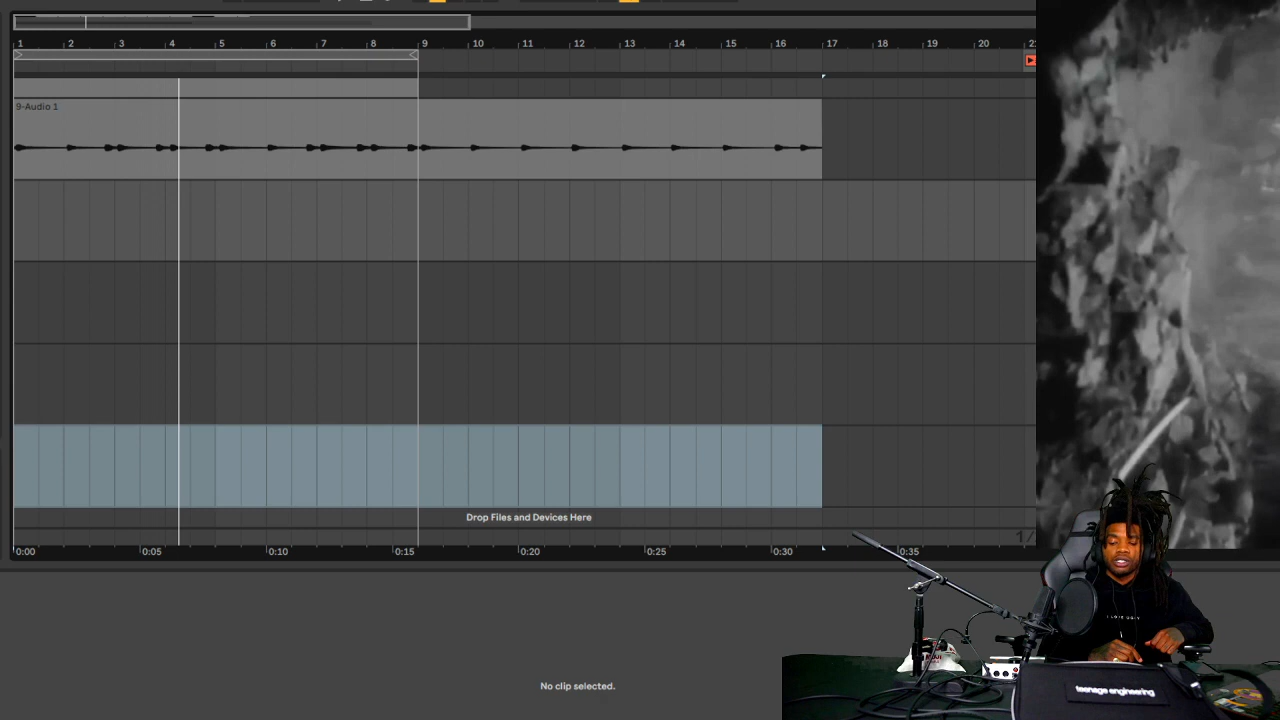 1 2 3 4 5 6 7 8 9 10 11 12 13 14 15 16 17 18 19 20
9-Audio 1
Drop Files and Devices Here
0:00 0:05 0:10 0:15 0:20 0:25 0:30 0:35
No clip selected.
teenage engineering